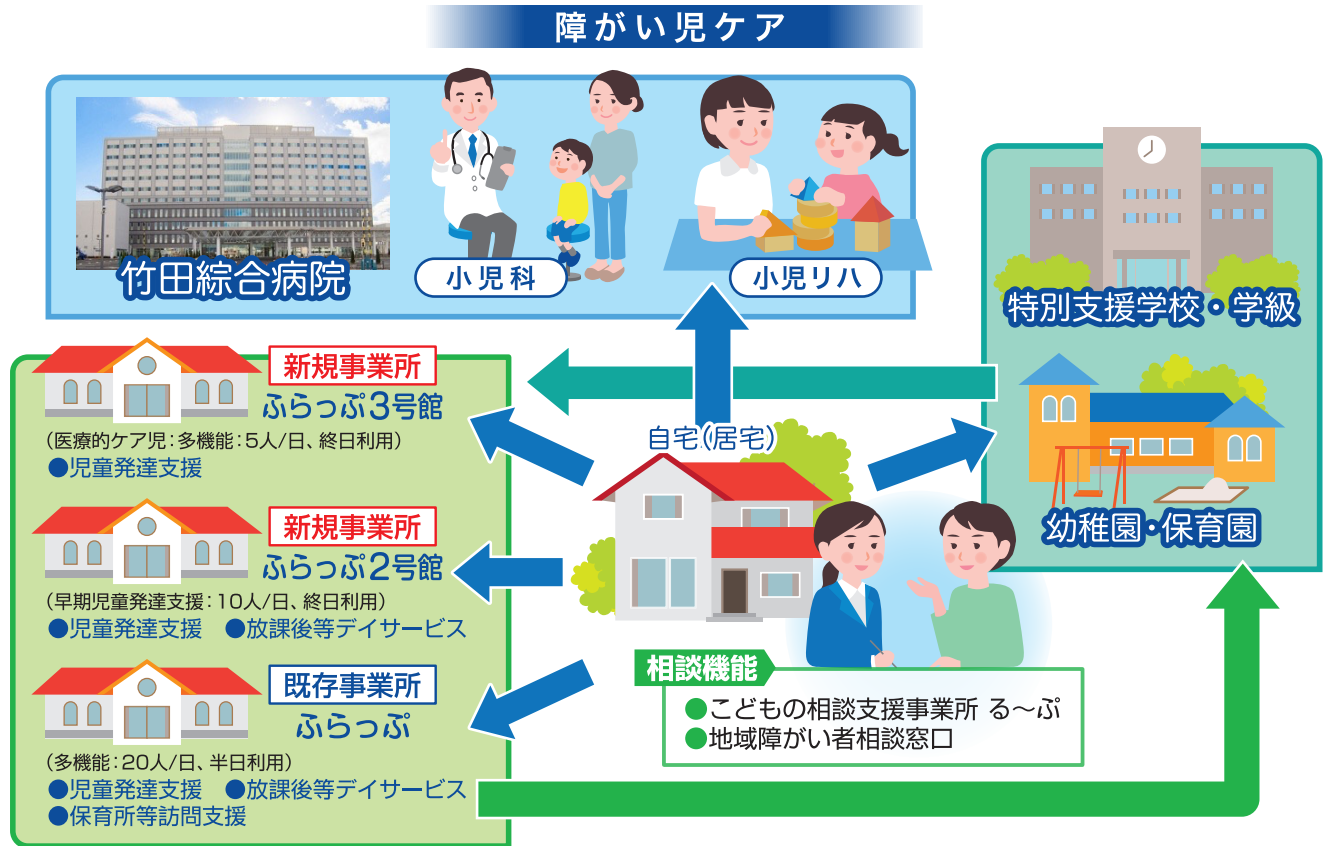 障がい児ケア
竹田綜合病院
小児科
小児リハ
特別支援学校・学級
幼稚園・保育園
新規事業所
ふらっぷ3号館
(医療的ケア児:多機能:5人/日、終日利用)
●児童発達支援
新規事業所
ふらっぷ2号館
(早期児童発達支援:10人/日、終日利用)
●児童発達支援 ●放課後等デイサービス
既存事業所
ふらっぷ
(多機能:20人/日、半日利用)
●児童発達支援 ●放課後等デイサービス
●保育所等訪問支援
自宅(居宅)
相談機能
●こどもの相談支援事業所 る〜ぷ
●地域障がい者相談窓口